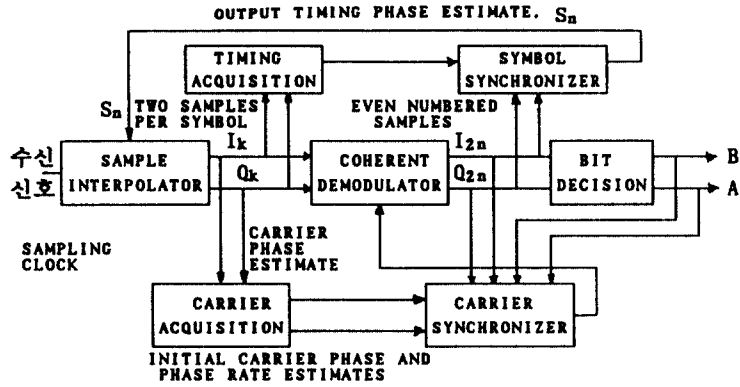 OUTPUT TIMING PHASE ESTIMATE, Sn
TIMING
ACQUISITION
SYMBOL
SYNCHRONIZER
Sn
TWO SAMPLES
PER SYMBOL
EVEN NUMBERED
SAMPLES
수신
신호
SAMPLE
INTERPOLATOR
Ik
Qk
COHERENT
DEMODULATOR
I2n
Q2n
BIT
DECISION
B
A
SAMPLING
CLOCK
CARRIER
PHASE
ESTIMATE
CARRIER
ACQUISITION
CARRIER
SYNCHRONIZER
INITIAL CARRIER PHASE AND
PHASE RATE ESTIMATES